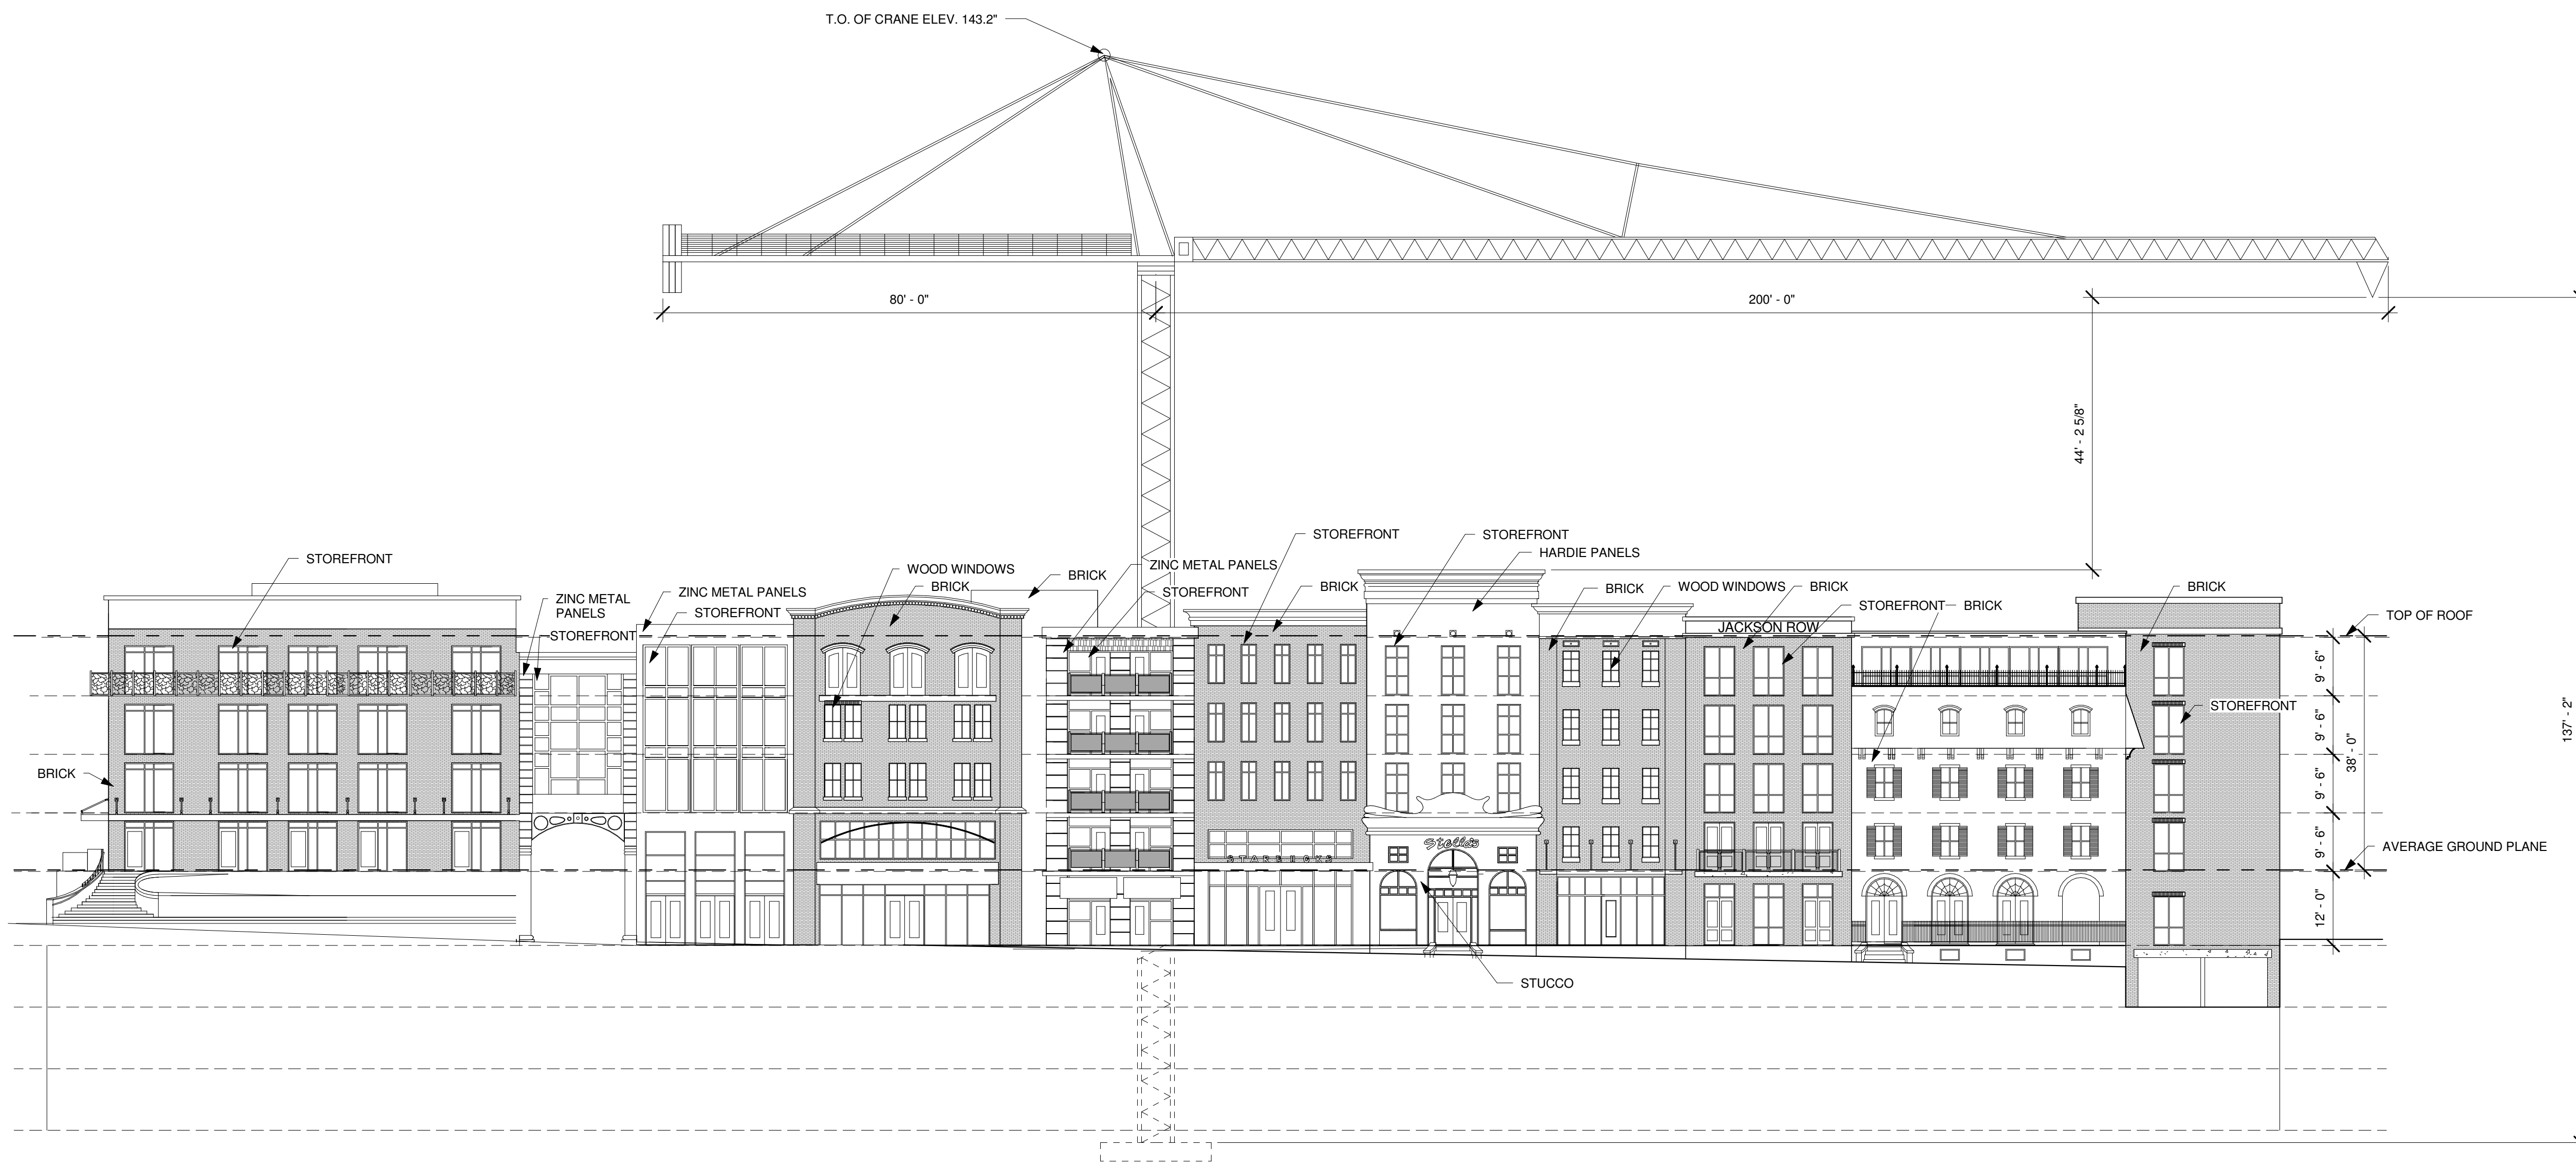 T.O. OF CRANE ELEV. 143.2"
80' - 0"
200' - 0"
44' - 2 5/8"
137' - 2"
STOREFRONT
ZINC METAL
PANELS
STOREFRONT
ZINC METAL PANELS
STOREFRONT
WOOD WINDOWS
BRICK
BRICK
ZINC METAL PANELS
STOREFRONT
STOREFRONT
BRICK
STOREFRONT
HARDIE PANELS
BRICK
WOOD WINDOWS
BRICK
STOREFRONT
BRICK
BRICK
TOP OF ROOF
JACKSON ROW
STOREFRONT
BRICK
9' - 6"
9' - 6"
9' - 6"
9' - 6"
38' - 0"
12' - 0"
AVERAGE GROUND PLANE
Stella's
STARBUCKS
STUCCO